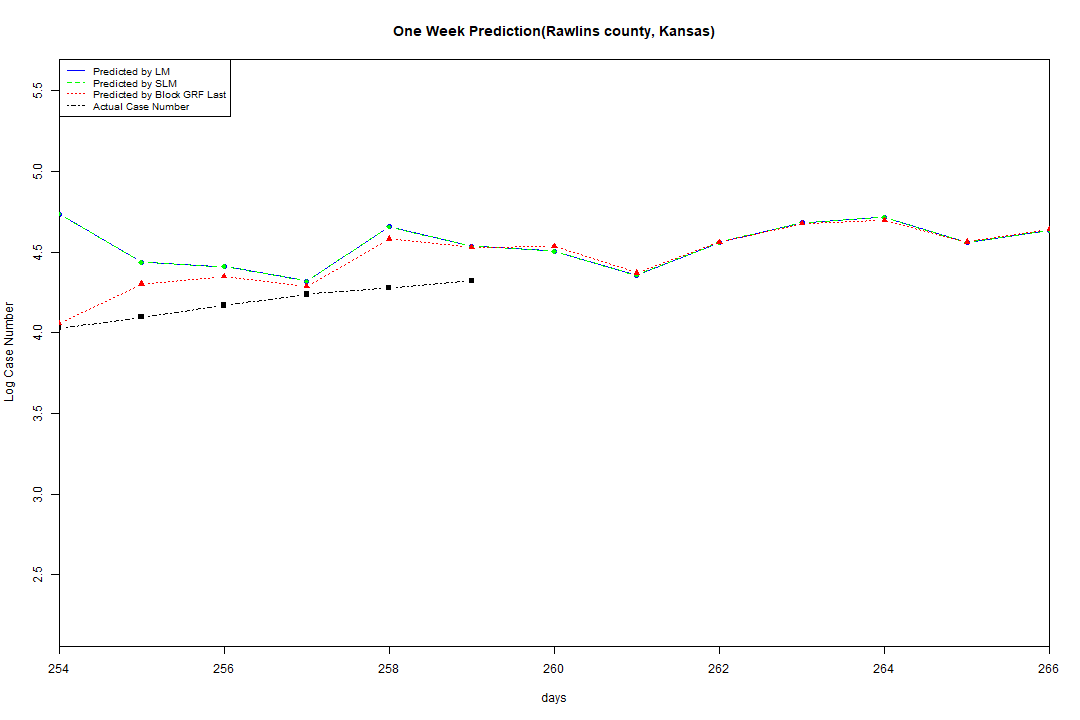 One Week Prediction(Rawlins county, Kansas)
Predicted by LM
Predicted by SLM
Predicted by Block GRF Last
Actual Case Number
5.5
5.0
4.5
4.0
3.5
3.0
2.5
Log Case Number
254 256 258 260 262 264 266
days